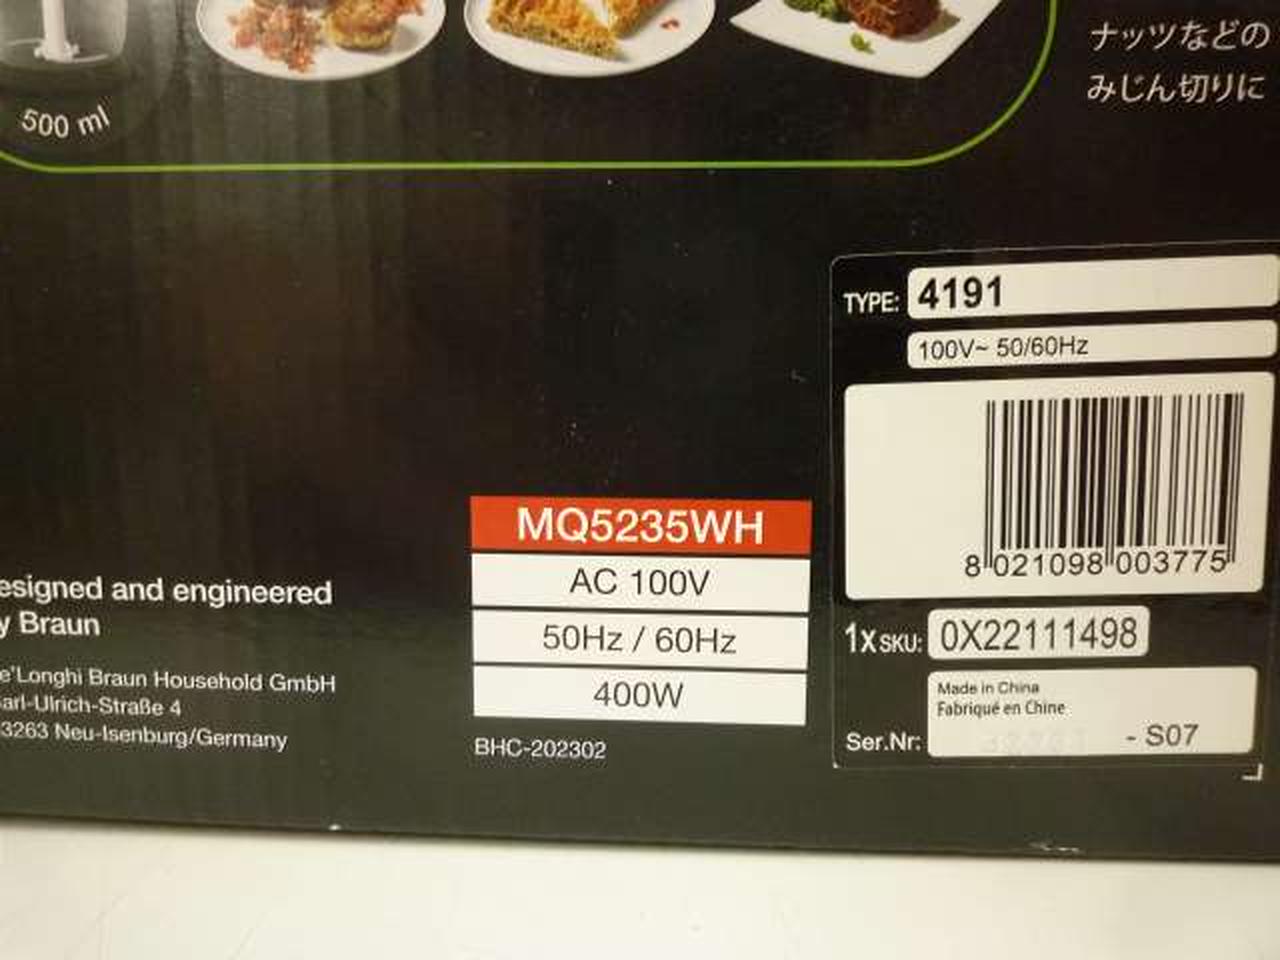 500 ml
ナッツなどの
みじん切りに
TYPE: 4191
100V~ 50/60Hz
8 021098 003775
1x SKU: 0X22111498
Made in China
Fabriqué en Chine
Ser.Nr: - S07
MQ5235WH
AC 100V
50Hz / 60Hz
400W
BHC-202302
esigned and engineered
y Braun
e'Longhi Braun Household GmbH
arl-Ulrich-Straße 4
3263 Neu-Isenburg/Germany